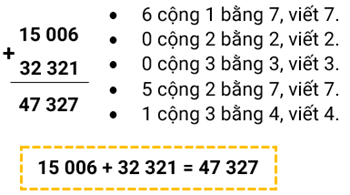 15 006
+
32 321
47 327
• 6 cộng 1 bằng 7, viết 7.
• 0 cộng 2 bằng 2, viết 2.
• 0 cộng 3 bằng 3, viết 3.
• 5 cộng 2 bằng 7, viết 7.
• 1 cộng 3 bằng 4, viết 4.
15 006 + 32 321 = 47 327